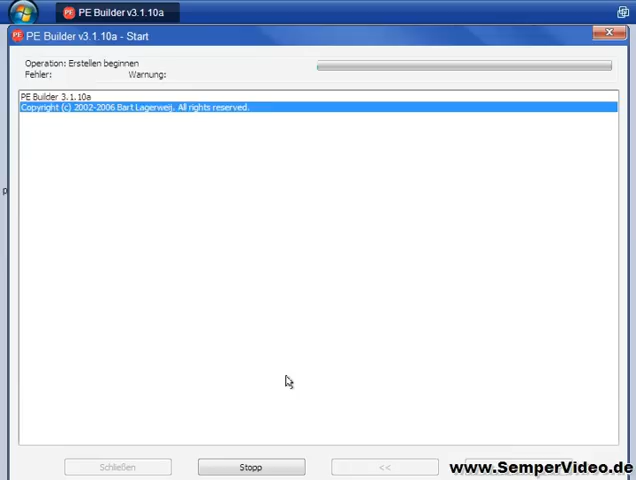 PE Builder v3.1.10a
PE Builder v3.1.10a - Start
Operation: Erstellen beginnen
Fehler: Warnung:
PE Builder 3.1.10a
Copyright (c) 2002-2006 Bart Lagerweij. All rights reserved.
Schließen Stopp <<
www.SemperVideo.de